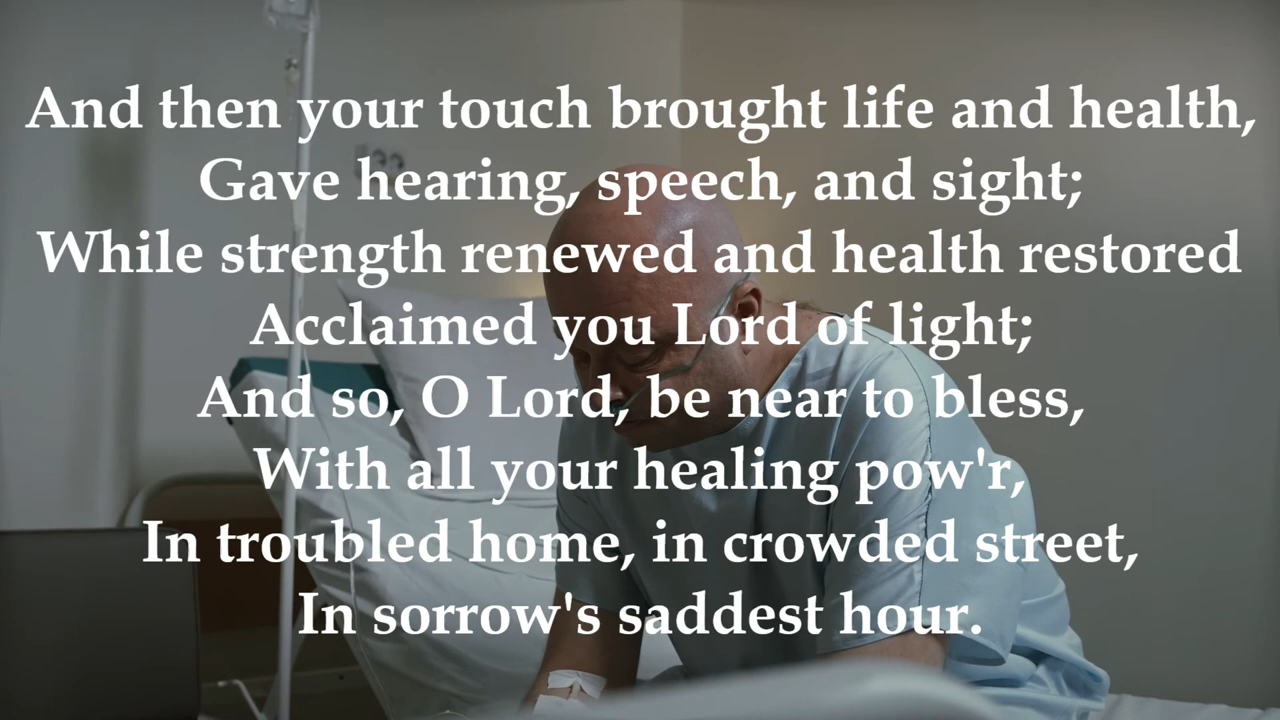 And then your touch brought life and health,
Gave hearing, speech, and sight;
While strength renewed and health restored
Acclaimed you Lord of light;
And so, O Lord, be near to bless,
With all your healing pow'r,
In troubled home, in crowded street,
In sorrow's saddest hour.